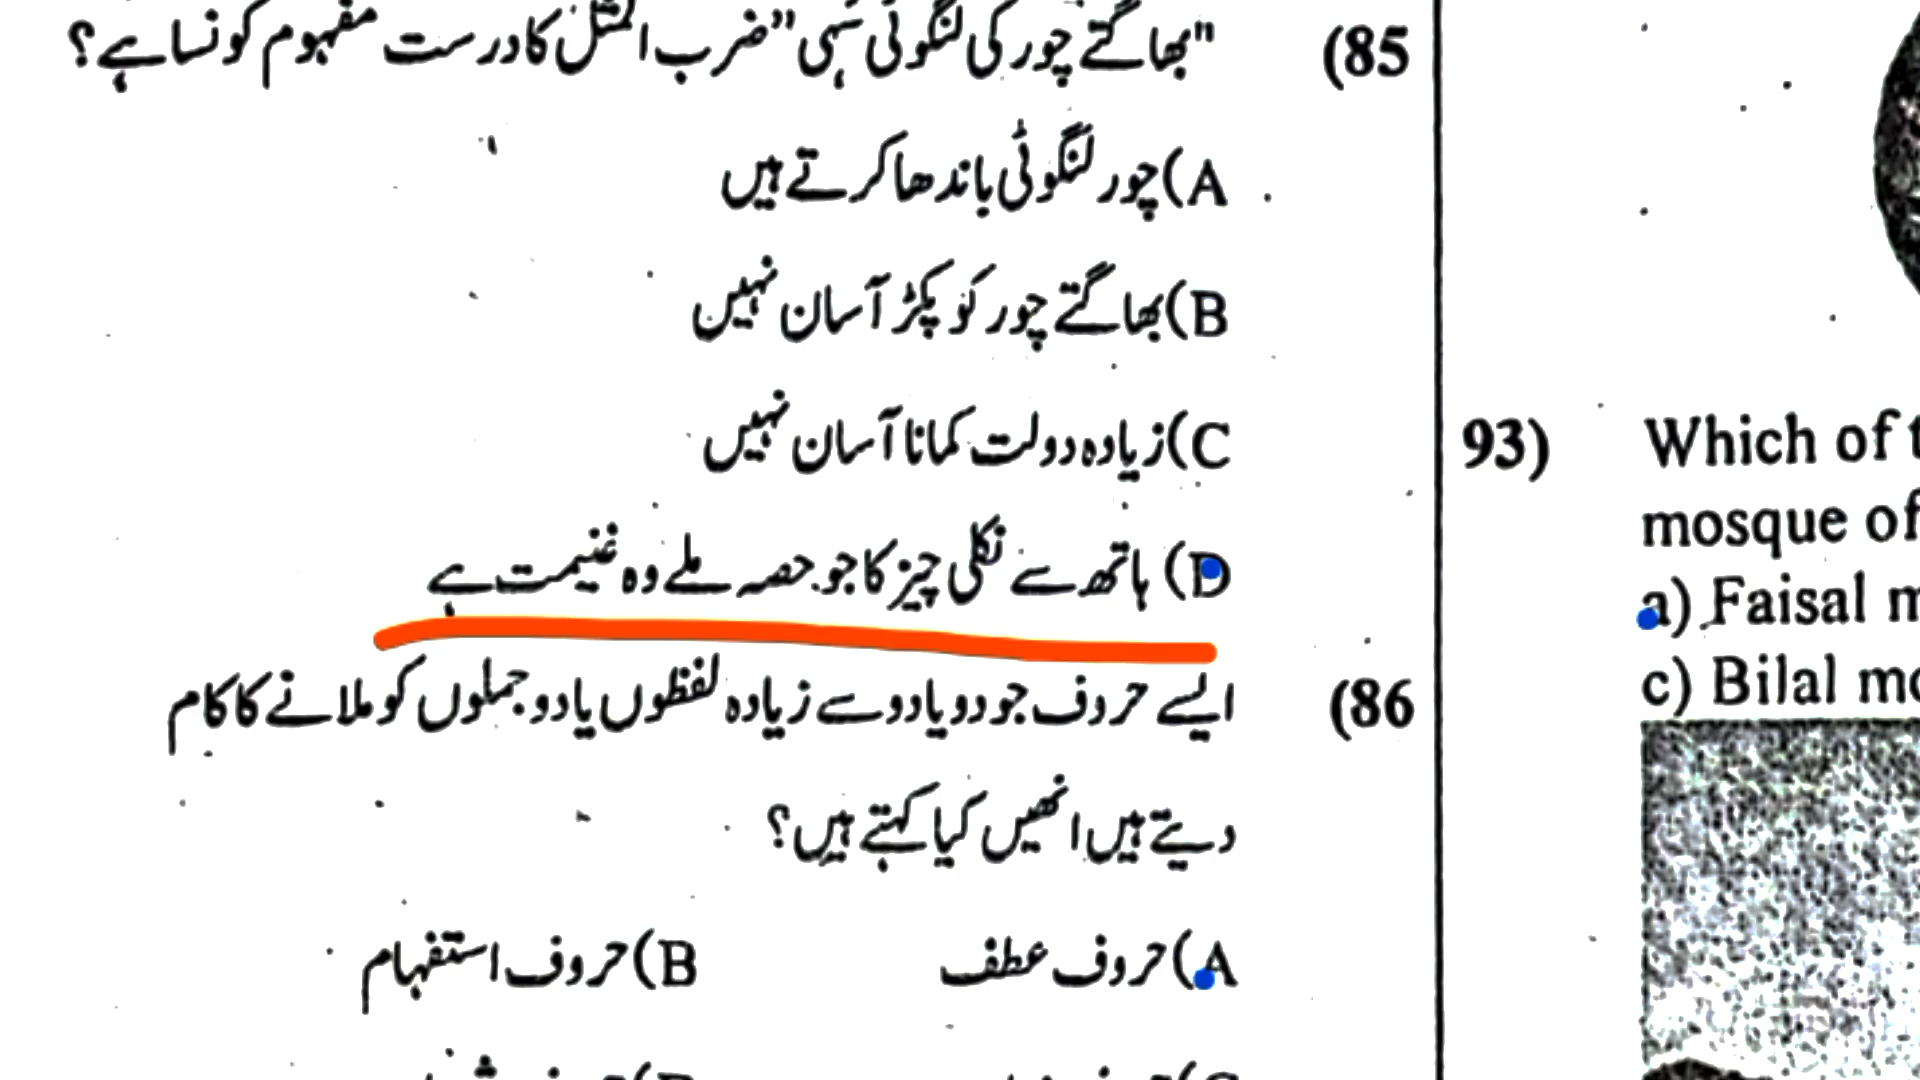 85) "بھاگتے چور کی لنگوٹی سہی" ضرب المثل کا درست مفہوم کونسا ہے؟
A) چور لنگوٹی باندھا کرتے ہیں
B) بھاگتے چور کو پکڑ آسان نہیں
C) زیادہ دولت کمانا آسان نہیں
D) ہاتھ سے نکلی چیز کا جو حصہ ملے وہ غنیمت ہے
86) ایسے حروف جو دو یا دو سے زیادہ لفظوں یا دو جملوں کو ملانے کا کام
دیتے ہیں انھیں کیا کہتے ہیں؟
A) حروف عطف B) حروف استفہام
93) Which of
mosque of
a) Faisal
c) Bilal